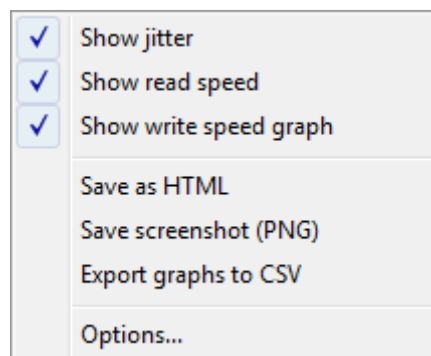 Show jitter
Show read speed
Show write speed graph
Save as HTML
Save screenshot (PNG)
Export graphs to CSV
Options...